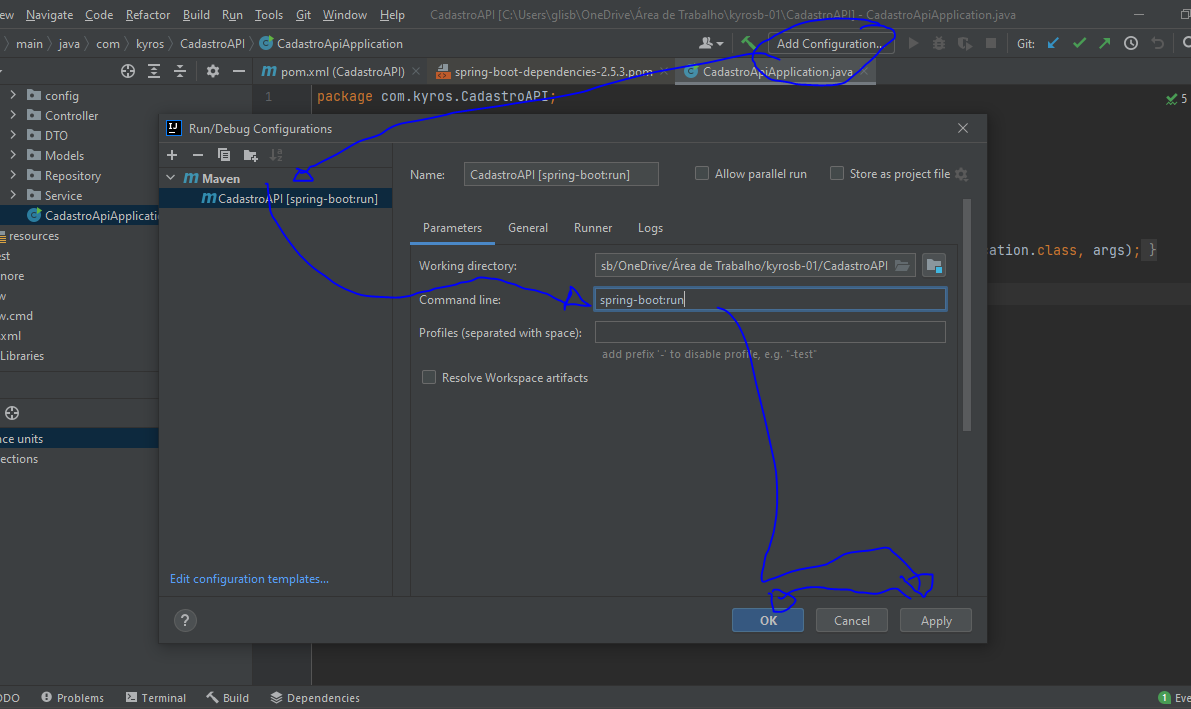 ew Navigate Code Refactor Build Run Tools Git Window Help CadastroAPI [C:\Users\glisb\OneDrive\Área de Trabalho\kyrosb-01\CadastroAPI] - CadastroApiApplication.java
main java com kyros CadastroAPI CadastroApiApplication Add Configuration... Git:
pom.xml (CadastroAPI) spring-boot-dependencies-2.5.3.pom CadastroApiApplication.java
config
Controller
DTO
Models
Repository
Service
CadastroApiApplicatio
resources
est
nore
w
w.cmd
.xml
Libraries
ce units
ections
1 package com.kyros.CadastroAPI;
5
ation.class, args); }
Run/Debug Configurations
Maven
CadastroAPI [spring-boot:run]
Edit configuration templates...
Name: CadastroAPI [spring-boot:run] Allow parallel run Store as project file
Parameters General Runner Logs
Working directory: sb/OneDrive/Área de Trabalho/kyrosb-01/CadastroAPI
Command line: spring-boot:run
Profiles (separated with space):
add prefix '-' to disable profile, e.g. "-test"
Resolve Workspace artifacts
? OK Cancel Apply
ODO Problems Terminal Build Dependencies 1 Eve